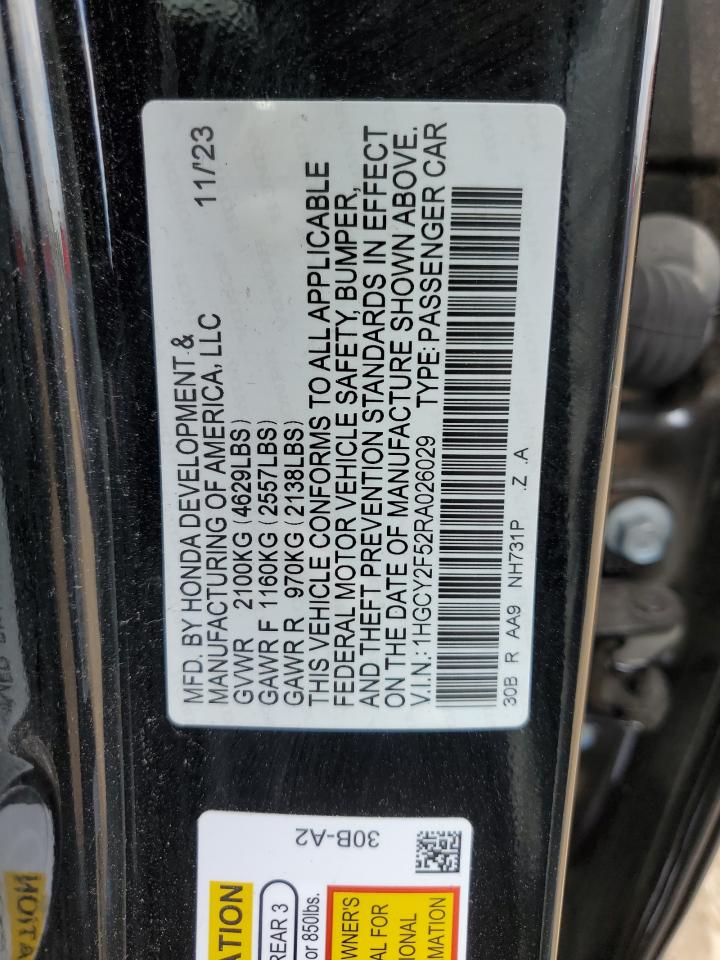 MFD. BY HONDA DEVELOPMENT &
MANUFACTURING OF AMERICA, LLC 11/'23
GVWR 2100KG (4629LBS)
GAWR F 1160KG (2557LBS)
GAWR R 970KG (2138LBS)
THIS VEHICLE CONFORMS TO ALL APPLICABLE
FEDERAL MOTOR VEHICLE SAFETY, BUMPER,
AND THEFT PREVENTION STANDARDS IN EFFECT
ON THE DATE OF MANUFACTURE SHOWN ABOVE.
V.I.N.: 1HGCY2F52RA026029 TYPE: PASSENGER CAR
30B R AA9 NH731P .Z .A
30B-A2
ATION
REAR 3
or 850lbs.
WNER'S
AL FOR
IONAL
MATION